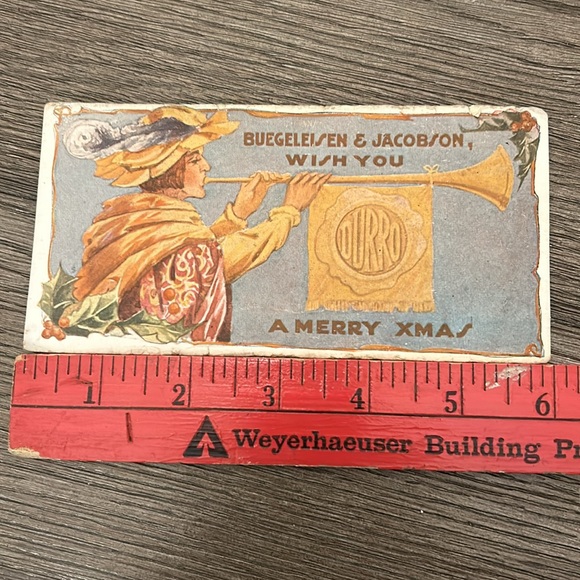 BUEGELEISEN & JACOBSON,
WISH YOU
DURRO
A MERRY XMAS
1 2 3 4 5 6
Weyerhaeuser Building Pr